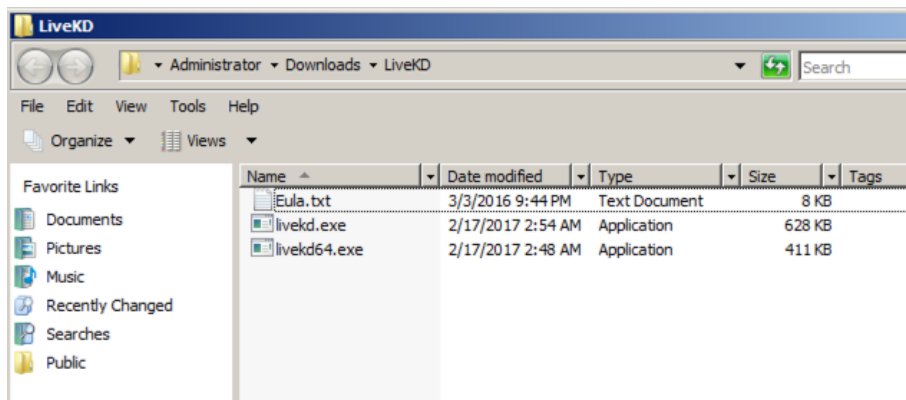 LiveKD
Administrator Downloads LiveKD Search
File Edit View Tools Help
Organize Views
Favorite Links
Documents
Pictures
Music
Recently Changed
Searches
Public
Name Date modified Type Size Tags
Eula.txt 3/3/2016 9:44 PM Text Document 8 KB
livekd.exe 2/17/2017 2:54 AM Application 628 KB
livekd64.exe 2/17/2017 2:48 AM Application 411 KB